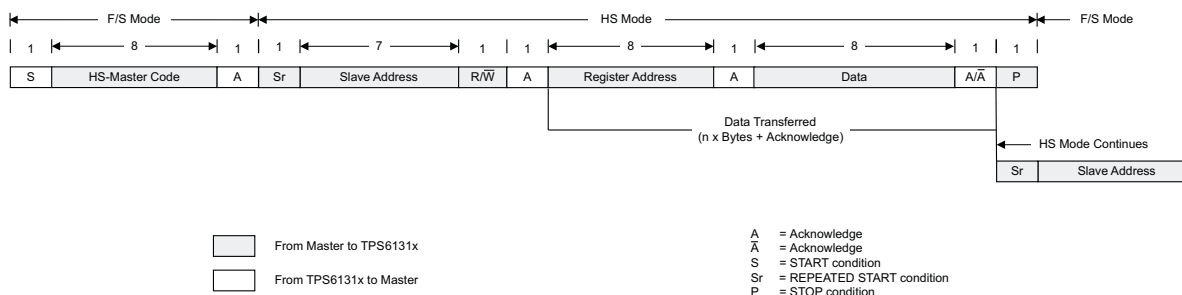 F/S Mode HS Mode F/S Mode
1 8 1 1 7 1 1 8 1 8 1 1
S HS-Master Code A Sr Slave Address R/W̅ A Register Address A Data A/A̅ P
Data Transferred
(n x Bytes + Acknowledge)
HS Mode Continues
Sr Slave Address
From Master to TPS6131x
From TPS6131x to Master
A = Acknowledge
A̅ = Acknowledge
S = START condition
Sr = REPEATED START condition
P = STOP condition